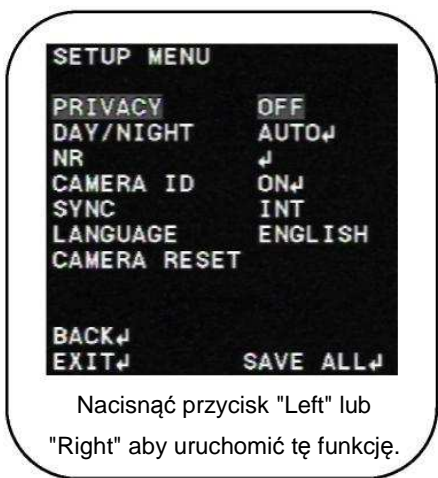 SETUP MENU
PRIVACY OFF
DAY/NIGHT AUTO↲
NR ↲
CAMERA ID ON↲
SYNC INT
LANGUAGE ENGLISH
CAMERA RESET
BACK↲
EXIT↲ SAVE ALL↲
Nacisnąć przycisk "Left" lub
"Right" aby uruchomić tę funkcję.